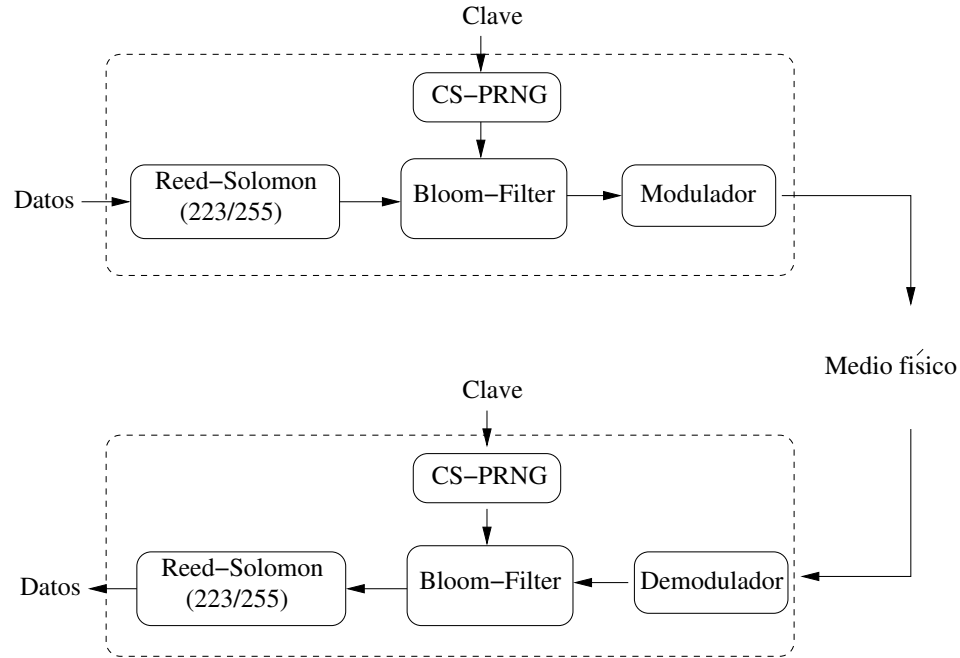 Clave
CS–PRNG
Datos
Reed–Solomon
(223/255)
Bloom–Filter
Modulador
Medio físico
Clave
CS–PRNG
Datos
Reed–Solomon
(223/255)
Bloom–Filter
Demodulador